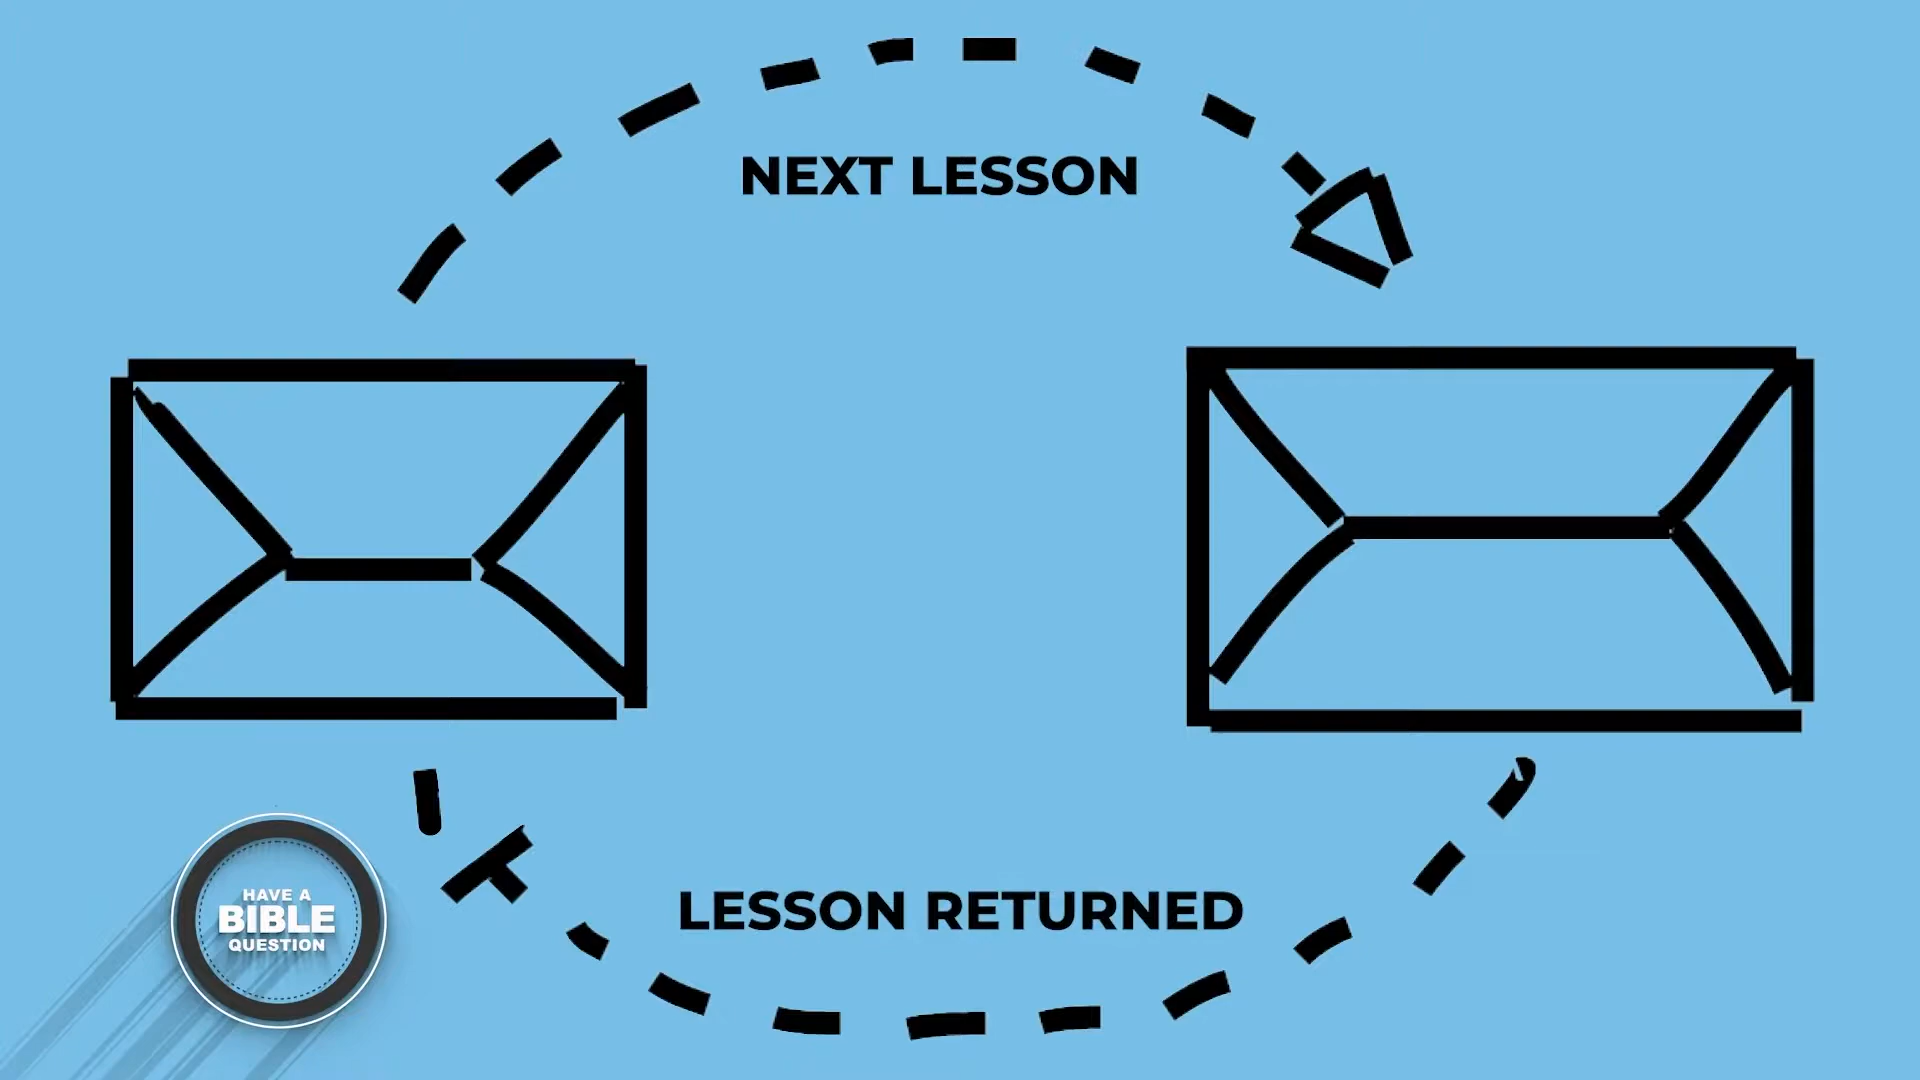 NEXT LESSON
LESSON RETURNED
HAVE A
BIBLE
QUESTION